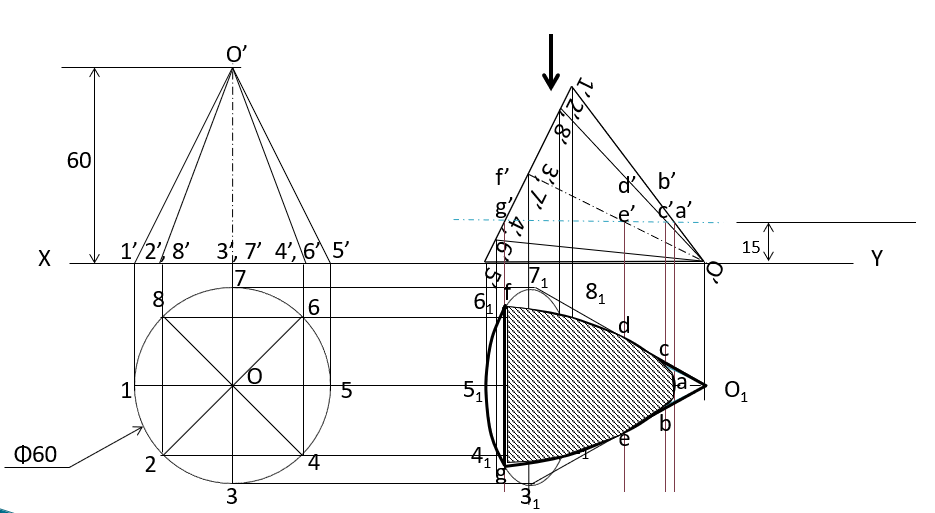 O’
60
X
1’ 2’, 8’ 3’, 7’ 4’, 6’ 5’
7
8
6
O
1
5
2
4
3
Φ60
1’
2’,
8’
3’,
7’
4’,
6’
5’
O’
f’
g’
d’
e’
b’
c’ a’
15
Y
7₁
8₁
6₁
f
d
c
a
5₁
O₁
b
e
4₁
g
3₁
₁